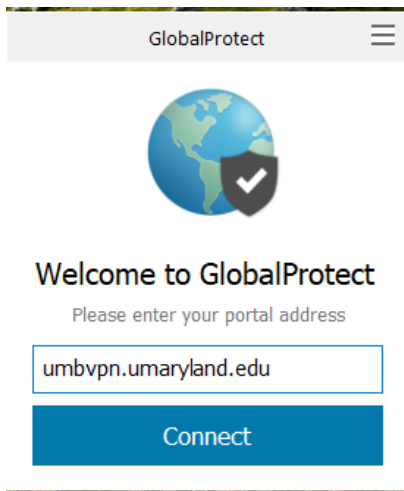 GlobalProtect
Welcome to GlobalProtect
Please enter your portal address
umbvpn.umaryland.edu
Connect